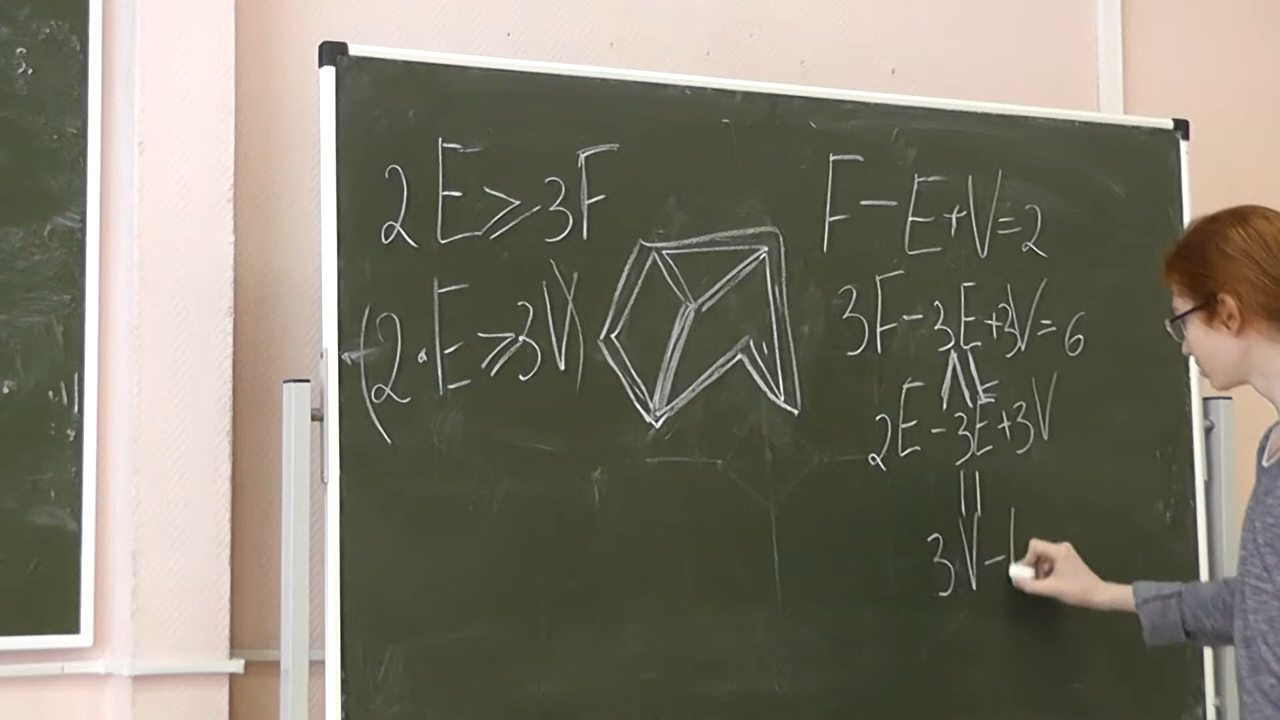 2E ⩾ 3F
(2·E ⩾ 3V)
F - E + V = 2
3F - 3E + 3V = 6
2E - 3E + 3V
||
3V -